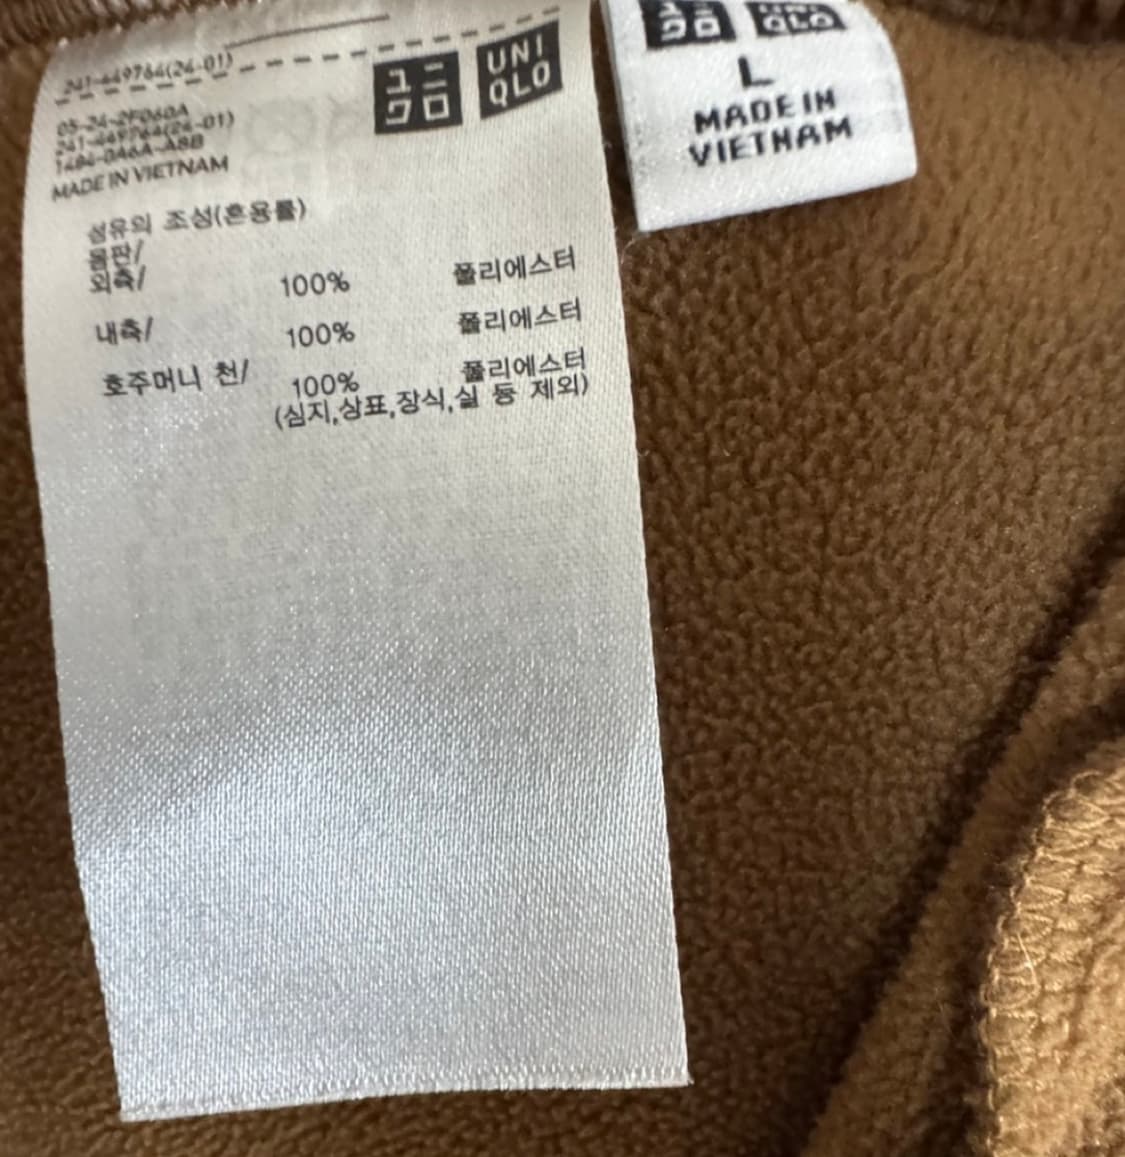 241-449764(24-01)
ユニ
クロ
UNI
QLO
05-24-2F060A
241-449764(24-01)
1484-0A6A-A8B
MADE IN VIETNAM
섬유의 조성(혼용률)
몸판/
외측/ 100% 폴리에스터
내측/ 100% 폴리에스터
호주머니 천/ 100% 폴리에스터
(심지,상표,장식,실 등 제외)
ユニ
クロ
UNI
QLO
L
MADE IN
VIETNAM